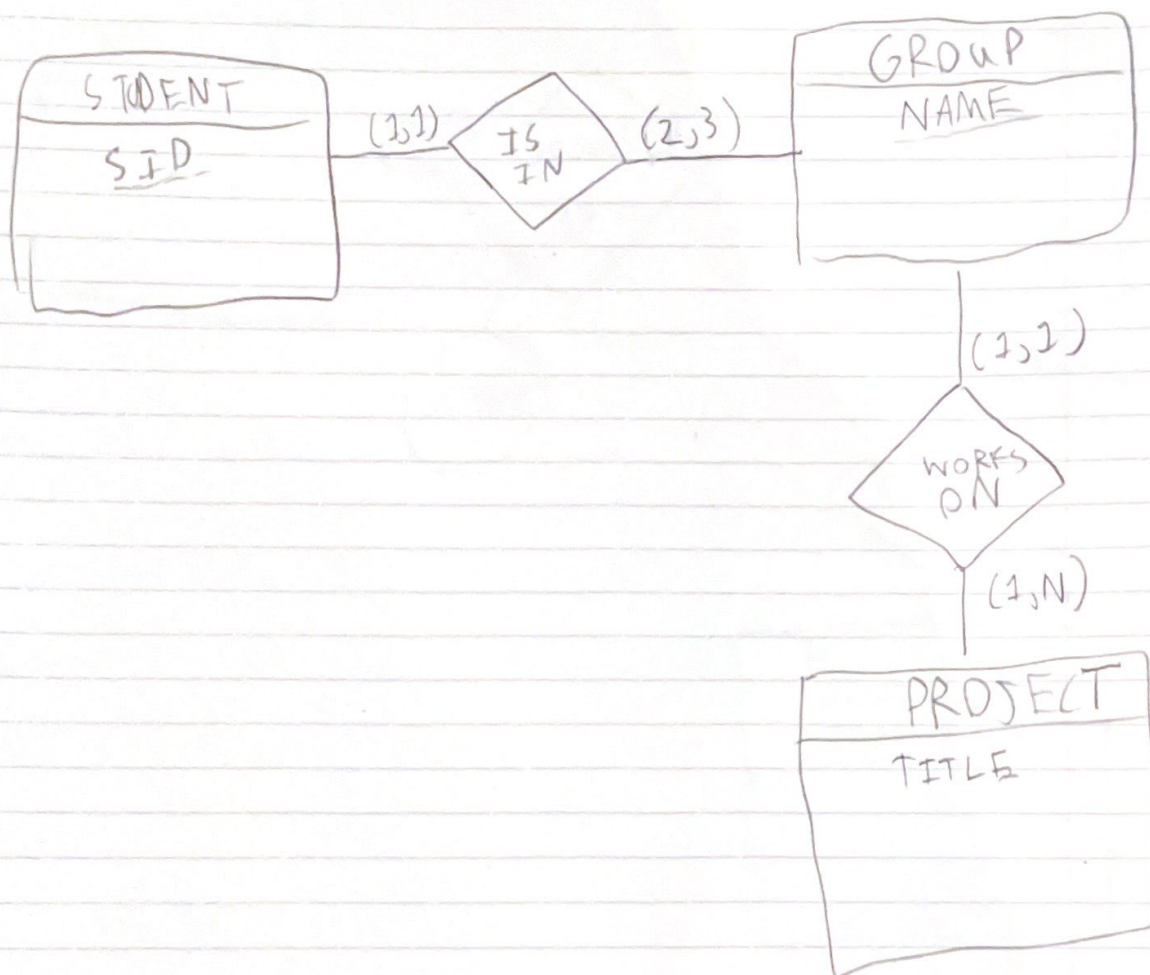 STUDENT
SID
(1,1)
IS
IN
(2,3)
GROUP
NAME
(1,1)
WORKS
ON
(1,N)
PROJECT
TITLE